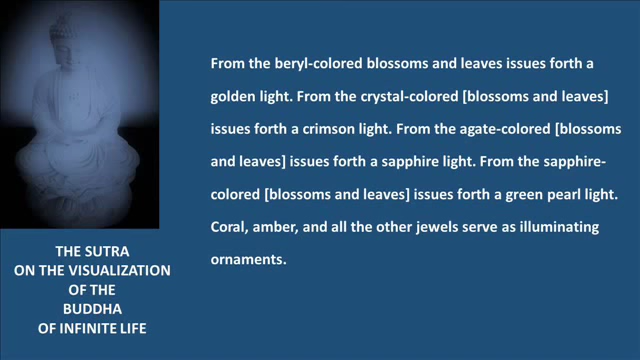 From the beryl-colored blossoms and leaves issues forth a
golden light. From the crystal-colored [blossoms and leaves]
issues forth a crimson light. From the agate-colored [blossoms
and leaves] issues forth a sapphire light. From the sapphire-
colored [blossoms and leaves] issues forth a green pearl light.
Coral, amber, and all the other jewels serve as illuminating
ornaments.
THE SUTRA
ON THE VISUALIZATION
OF THE
BUDDHA
OF INFINITE LIFE